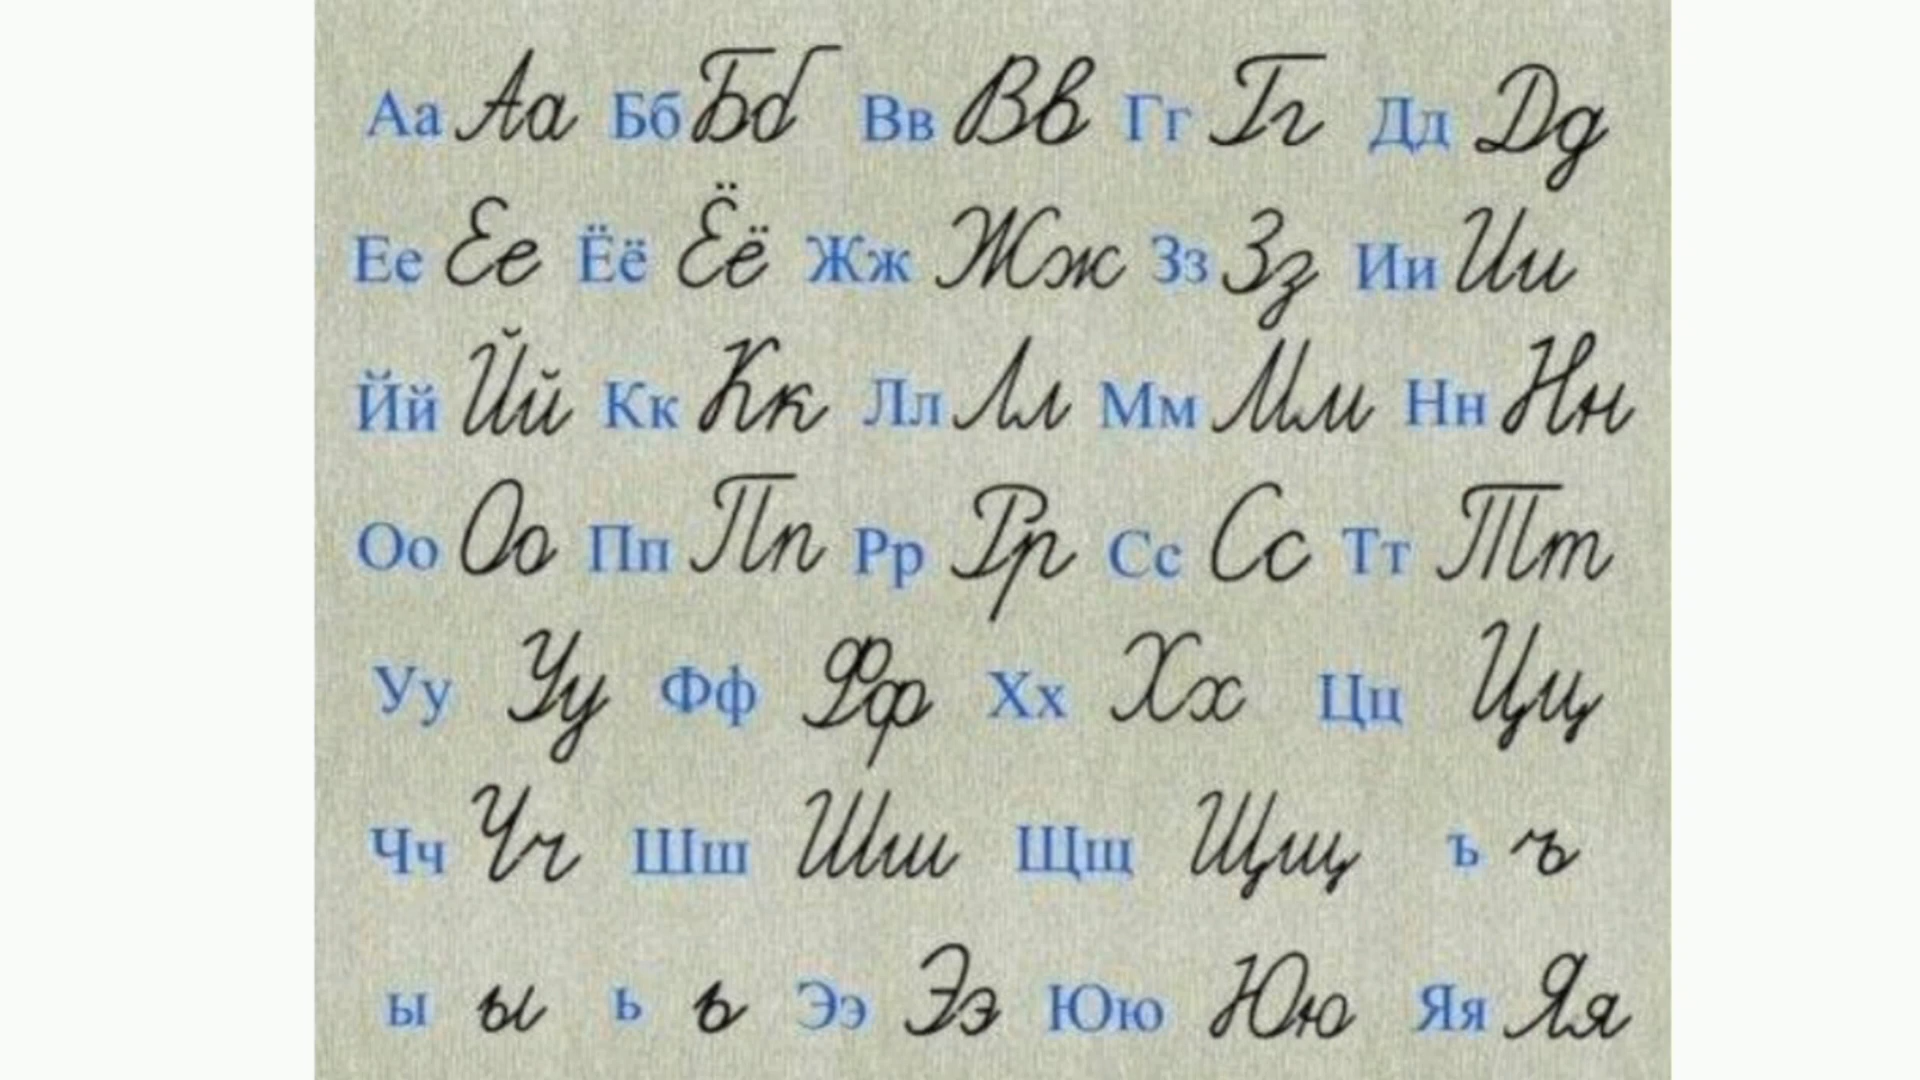 Аа Аа Бб Бб Вв Вв Гг Гг Дд Дд
Ее Ее Ёё Ёё Жж Жж Зз Зз Ии Ии
Йй Йй Кк Кк Лл Лл Мм Мм Нн Нн
Оо Оо Пп Пп Рр Рр Сс Сс Тт Тт
Уу Уу Фф Фф Хх Хх Цц Цц
Чч Чч Шш Шш Щщ Щщ ъ ъ
ы ы ь ь Ээ Ээ Юю Юю Яя Яя